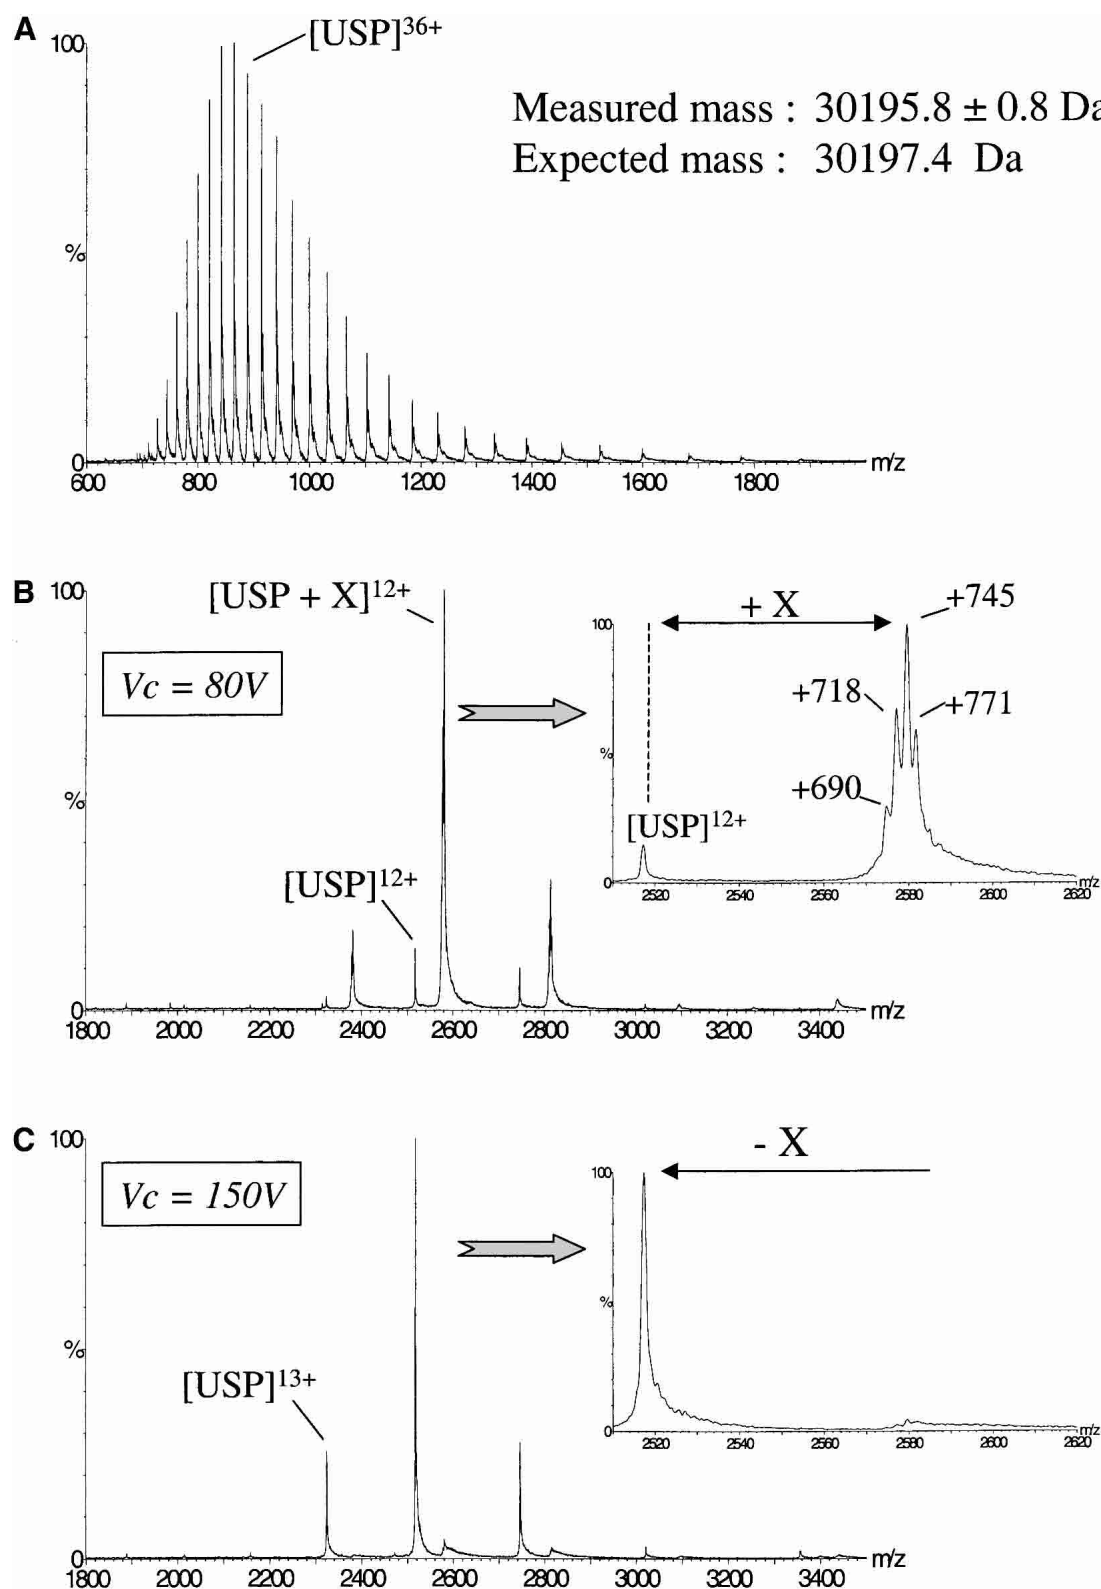 A
100
[USP]36+
Measured mass : 30195.8 ± 0.8 Da
Expected mass : 30197.4 Da
%
0
600 800 1000 1200 1400 1600 1800 m/z
B
100
[USP + X]12+
Vc = 80V
[USP]12+
%
0
1800 2000 2200 2400 2600 2800 3000 3200 3400 m/z
+ X
100
+745
+718
+771
%
+690
[USP]12+
0
2520 2540 2560 2580 2600 2620 m/z
C
100
Vc = 150V
%
[USP]13+
0
1800 2000 2200 2400 2600 2800 3000 3200 3400 m/z
- X
100
%
0
2520 2540 2560 2580 2600 2620 m/z